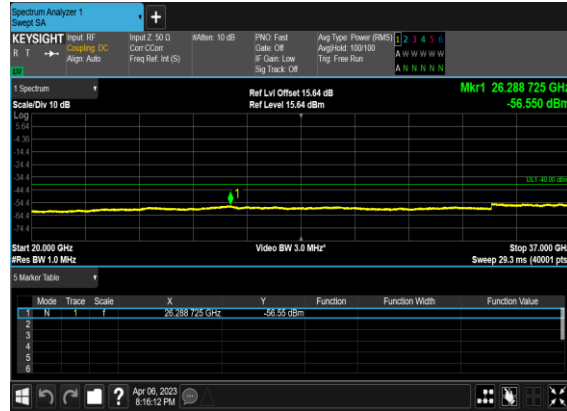 Spectrum Analyzer 1
Swept SA
KEYSIGHT Input: RF Input Z: 50 Ω #Atten: 10 dB PNO: Fast Avg Type: Power (RMS) 1 2 3 4 5 6
R T Coupling: DC Corr CCorr Gate: Off Avg|Hold: 100/100 A W W W W W
Align: Auto Freq Ref: Int (S) IF Gain: Low Trig: Free Run
Sig Track: Off A N N N N N
1 Spectrum Ref Lvl Offset 15.64 dB Mkr1 26.288 725 GHz
Scale/Div 10 dB Ref Level 15.64 dBm -56.550 dBm
Log
5.64
-4.36
-14.4
-24.4
-34.4 DL1 -40.00 dBm
-44.4
1
-54.4
-64.4
-74.4
Start 20.000 GHz Video BW 3.0 MHz* Stop 37.000 GHz
#Res BW 1.0 MHz Sweep 29.3 ms (40001 pts)
5 Marker Table
Mode Trace Scale X Y Function Function Width Function Value
1 N 1 f 26.288 725 GHz -56.55 dBm
2
3
4
5
6
? Apr 06, 2023
8:16:12 PM